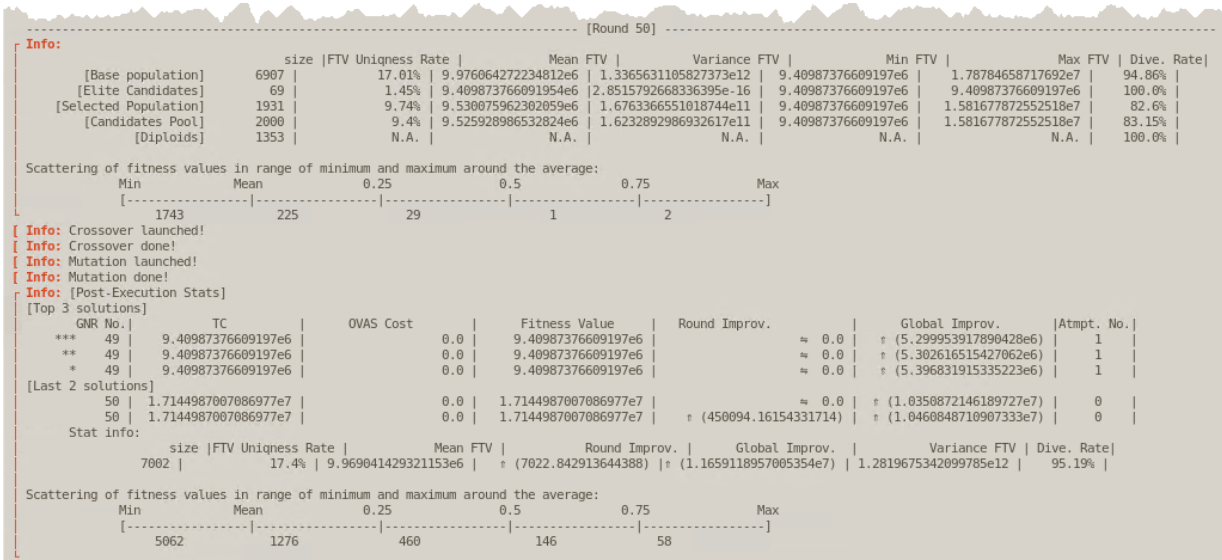 [Round 50]
Info:
size |FTV Uniqness Rate | Mean FTV | Variance FTV | Min FTV | Max FTV | Dive. Rate|
[Base population] 6907 | 17.01% | 9.976064272234812e6 | 1.3365631105827373e12 | 9.40987376609197e6 | 1.78784658717692e7 | 94.86% |
[Elite Candidates] 69 | 1.45% | 9.409873766091954e6 |2.8515792668336395e-16 | 9.40987376609197e6 | 9.40987376609197e6 | 100.0% |
[Selected Population] 1931 | 9.74% | 9.530075962302059e6 | 1.6763366551018744e11 | 9.40987376609197e6 | 1.581677872552518e7 | 82.6% |
[Candidates Pool] 2000 | 9.4% | 9.525928986532824e6 | 1.6232892986932617e11 | 9.40987376609197e6 | 1.581677872552518e7 | 83.15% |
[Diploids] 1353 | N.A. | N.A. | N.A. | N.A. | N.A. | 100.0% |
Scattering of fitness values in range of minimum and maximum around the average:
Min Mean 0.25 0.5 0.75 Max
[----------------|----------------|----------------|----------------|----------------]
1743 225 29 1 2
[ Info: Crossover launched!
[ Info: Crossover done!
[ Info: Mutation launched!
[ Info: Mutation done!
Info: [Post-Execution Stats]
[Top 3 solutions]
GNR No.| TC | OVAS Cost | Fitness Value | Round Improv. | Global Improv. |Atmpt. No.|
*** 49 | 9.40987376609197e6 | 0.0 | 9.40987376609197e6 | ≒ 0.0 | ⇑ (5.299953917890428e6) | 1 |
** 49 | 9.40987376609197e6 | 0.0 | 9.40987376609197e6 | ≒ 0.0 | ⇑ (5.302616515427062e6) | 1 |
* 49 | 9.40987376609197e6 | 0.0 | 9.40987376609197e6 | ≒ 0.0 | ⇑ (5.396831915335223e6) | 1 |
[Last 2 solutions]
50 | 1.7144987007086977e7 | 0.0 | 1.7144987007086977e7 | ≒ 0.0 | ⇑ (1.0350872146189727e7) | 0 |
50 | 1.7144987007086977e7 | 0.0 | 1.7144987007086977e7 | ⇑ (450094.16154331714) | ⇑ (1.0460848710907333e7) | 0 |
Stat info:
size |FTV Uniqness Rate | Mean FTV | Round Improv. | Global Improv. | Variance FTV | Dive. Rate|
7002 | 17.4% | 9.969041429321153e6 | ⇑ (7022.842913644388) |⇑ (1.1659118957005354e7) | 1.2819675342099785e12 | 95.19% |
Scattering of fitness values in range of minimum and maximum around the average:
Min Mean 0.25 0.5 0.75 Max
[----------------|----------------|----------------|----------------|----------------]
5062 1276 460 146 58